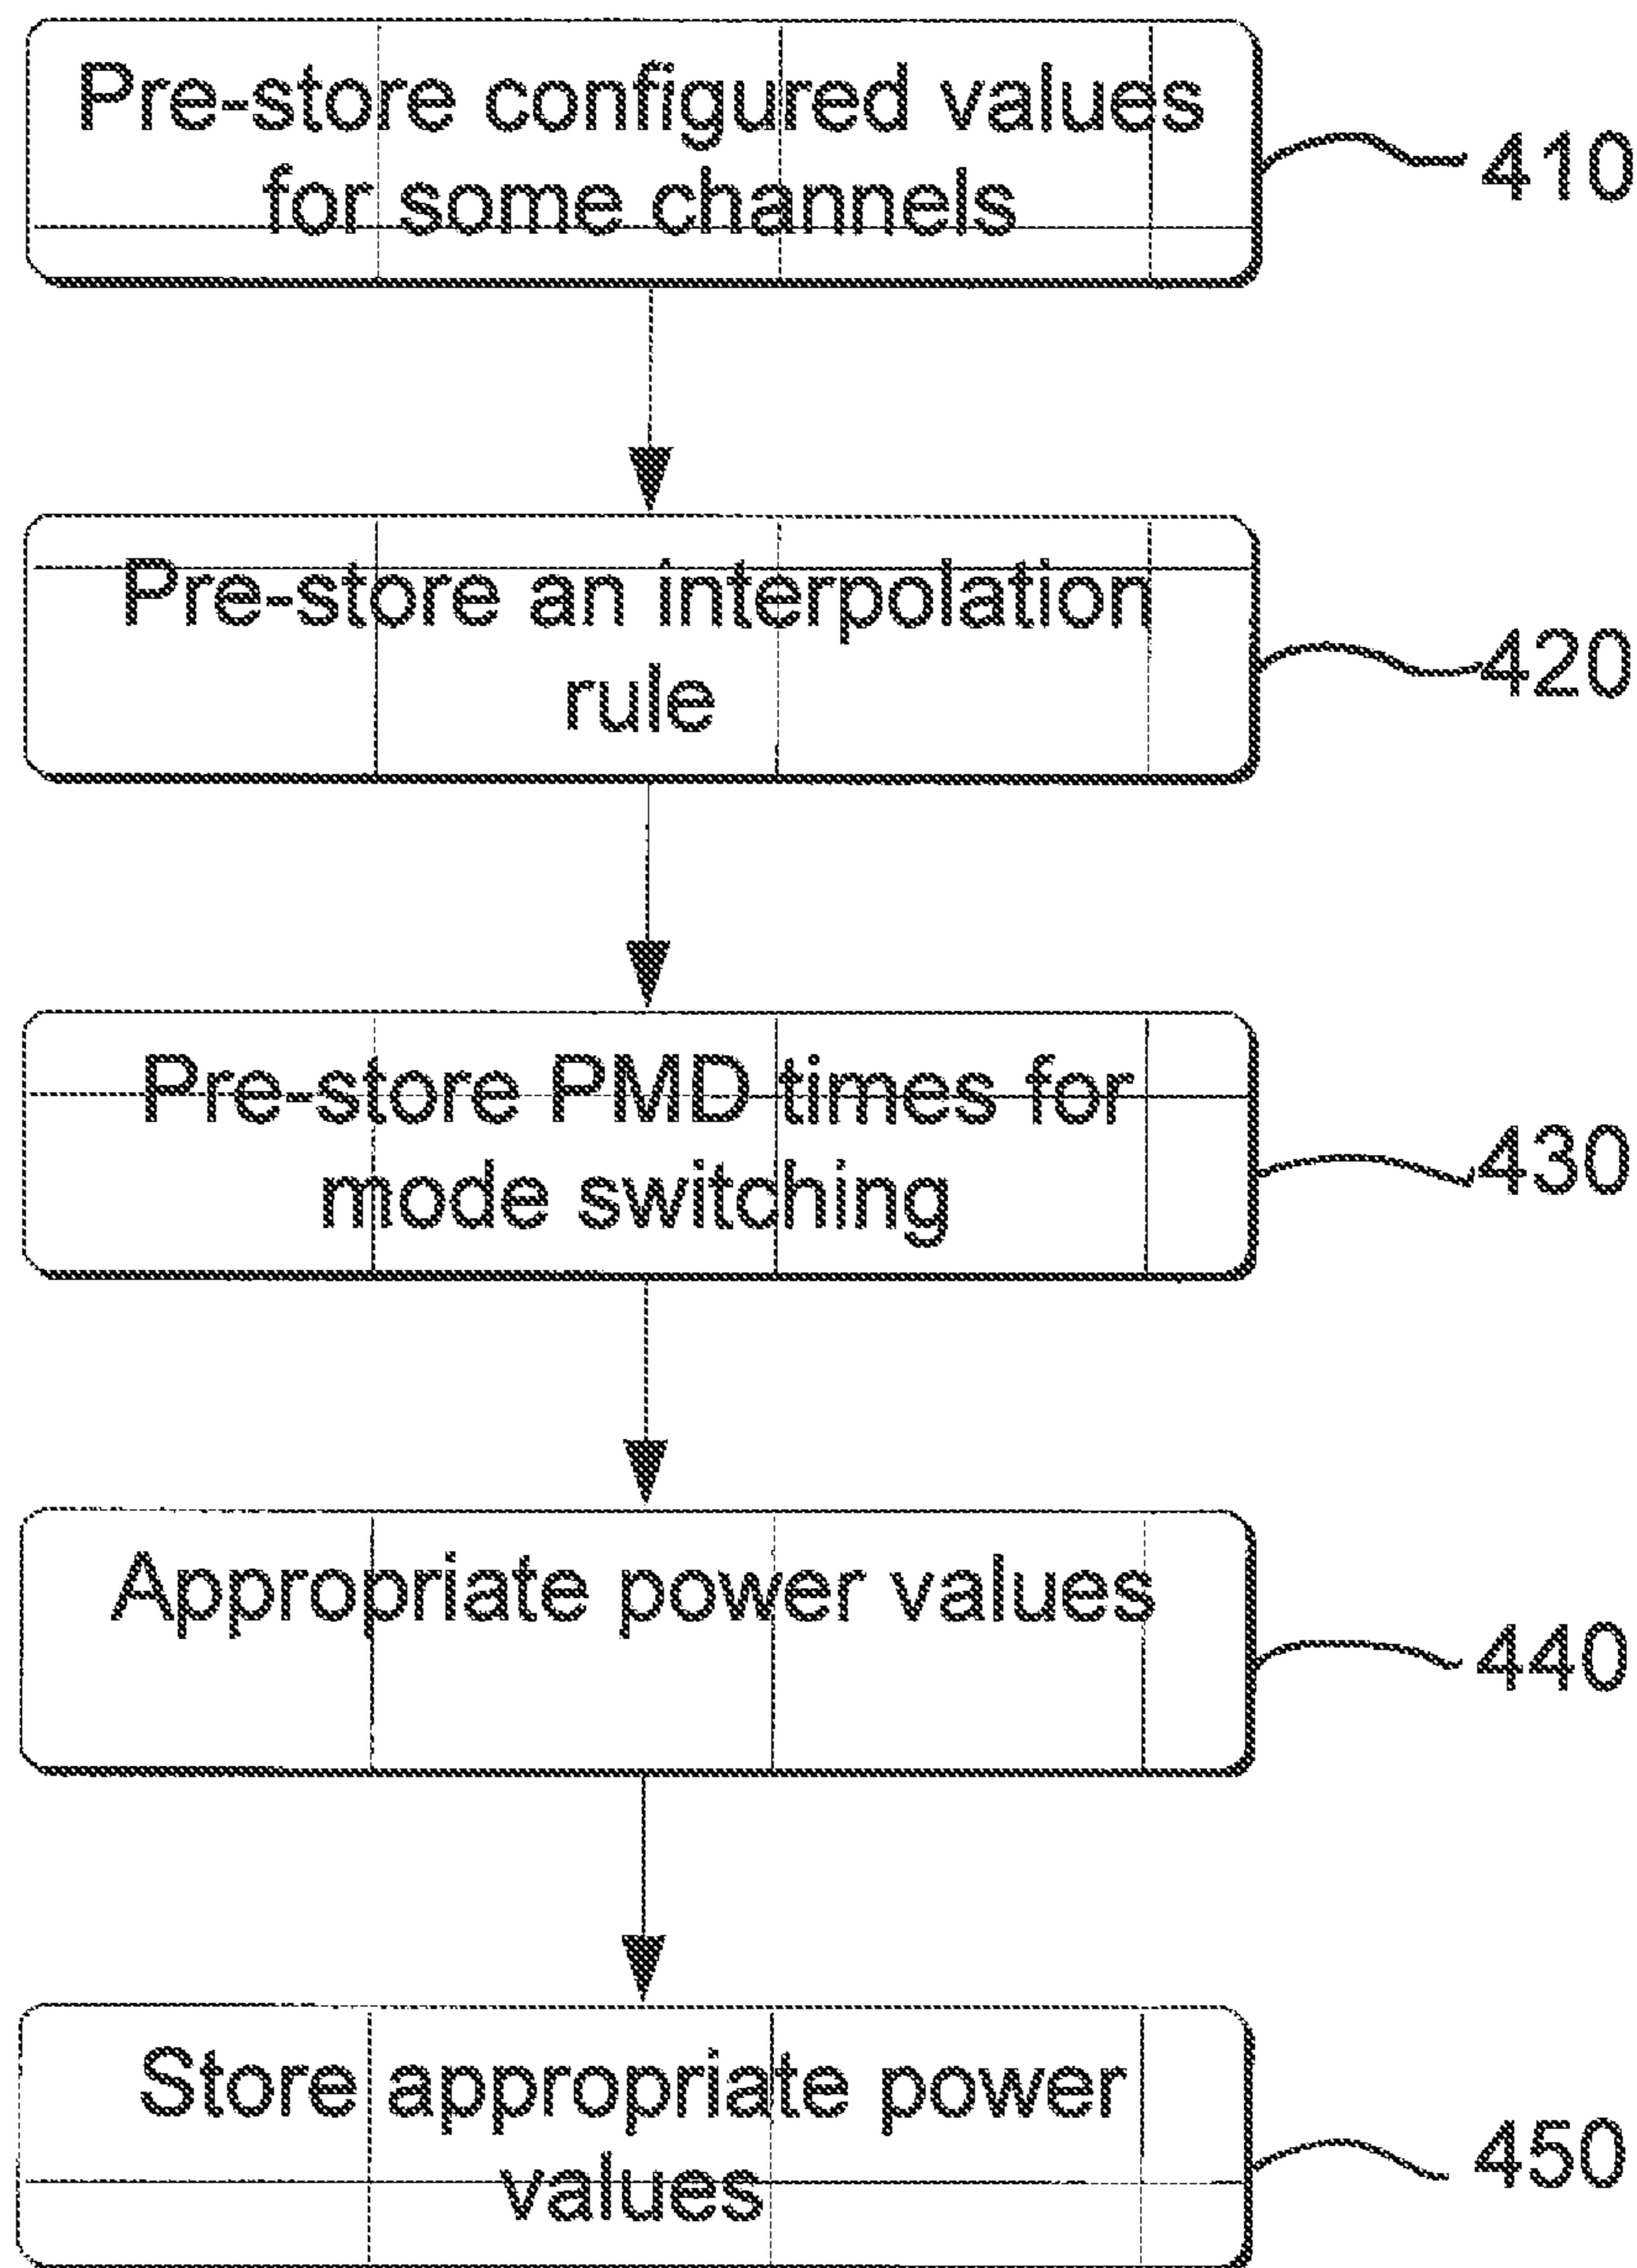 Pre-store configured values
for some channels
410
Pre-store an interpolation
rule
420
Pre-store PMD times for
mode switching
430
Appropriate power values
440
Store appropriate power
values
450